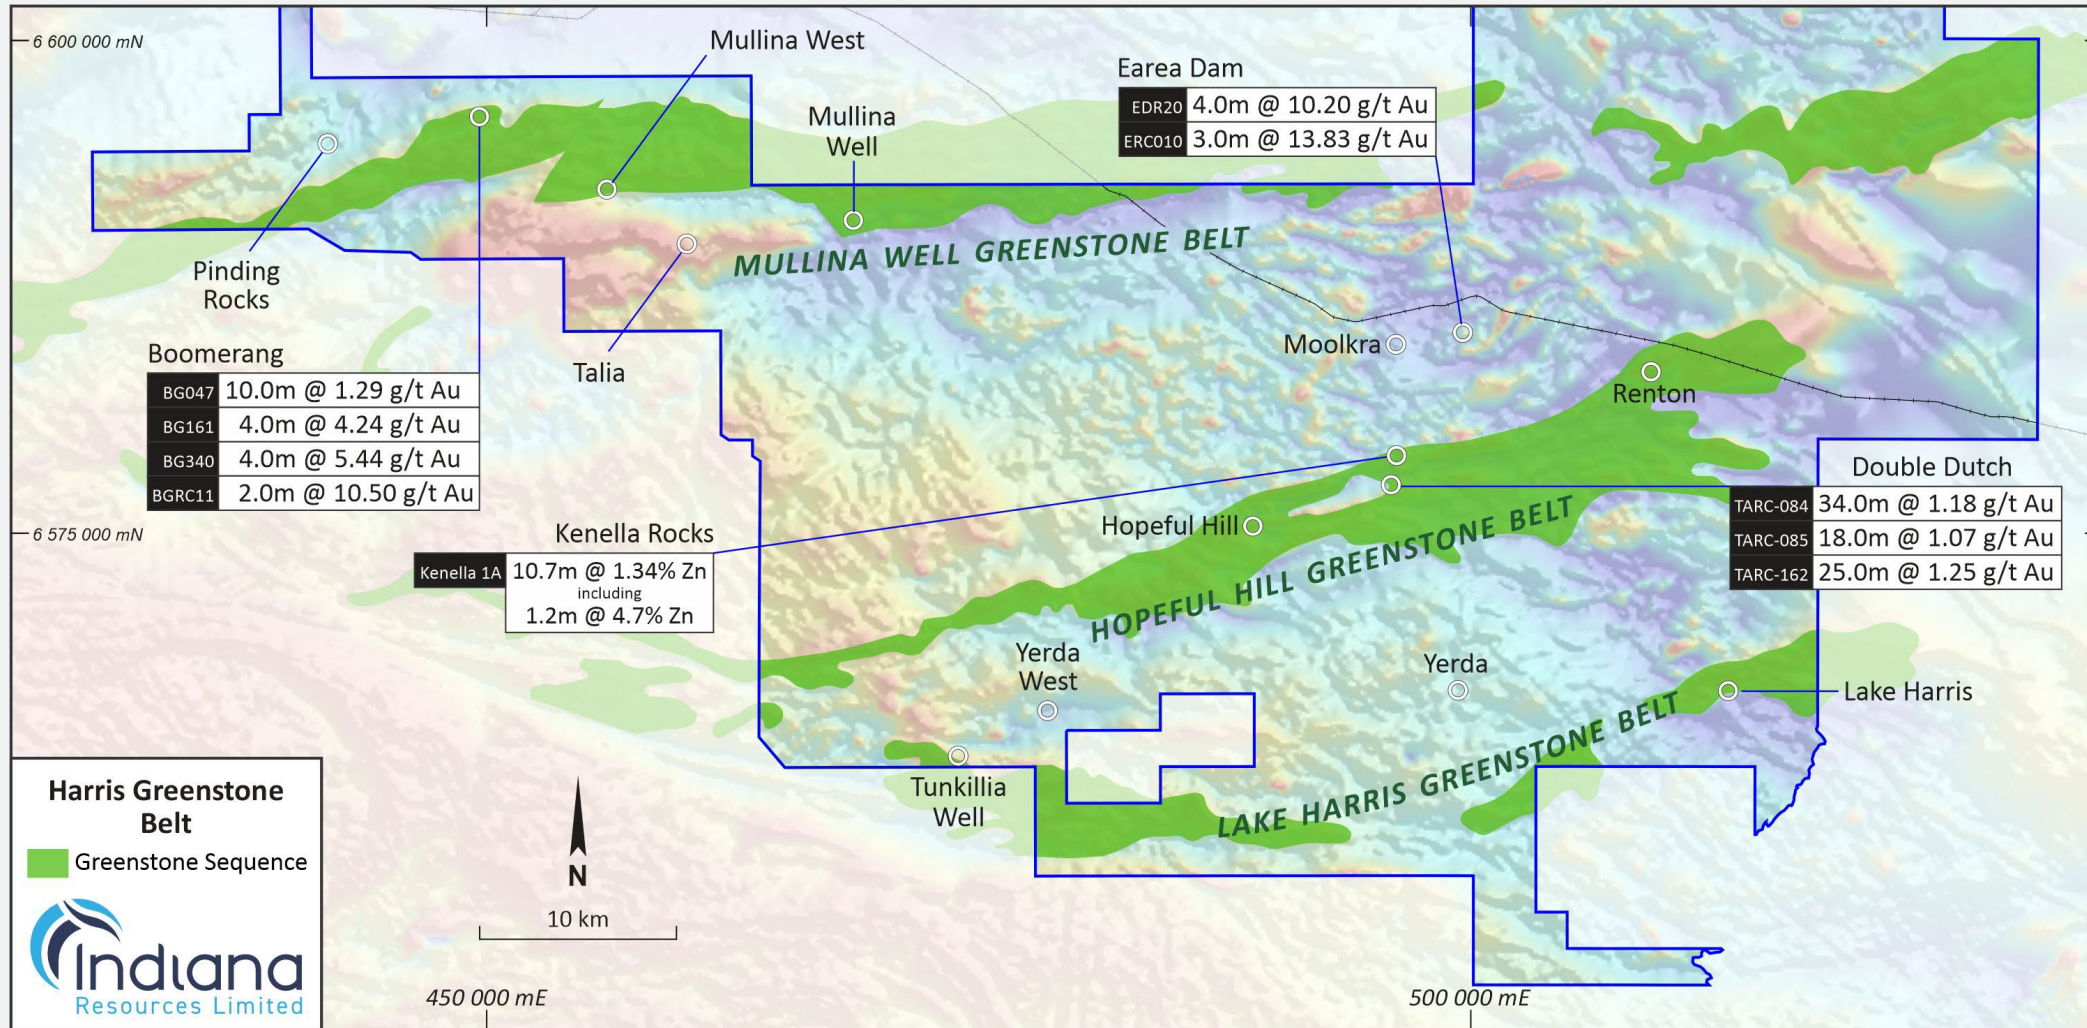 6 600 000 mN
Mullina West
Earea Dam
EDR20 4.0m @ 10.20 g/t Au
ERC010 3.0m @ 13.83 g/t Au
Mullina
Well
MULLINA WELL GREENSTONE BELT
Pinding
Rocks
Talia
Moolkra
Renton
Boomerang
BG047 10.0m @ 1.29 g/t Au
BG161 4.0m @ 4.24 g/t Au
BG340 4.0m @ 5.44 g/t Au
BGRC11 2.0m @ 10.50 g/t Au
Double Dutch
TARC-084 34.0m @ 1.18 g/t Au
TARC-085 18.0m @ 1.07 g/t Au
TARC-162 25.0m @ 1.25 g/t Au
6 575 000 mN
Kenella Rocks
Kenella 1A 10.7m @ 1.34% Zn
including
1.2m @ 4.7% Zn
Hopeful Hill
HOPEFUL HILL GREENSTONE BELT
Yerda
West
Yerda
Lake Harris
Tunkillia
Well
LAKE HARRIS GREENSTONE BELT
Harris Greenstone
Belt
Greenstone Sequence
Indiana
Resources Limited
N
10 km
450 000 mE
500 000 mE